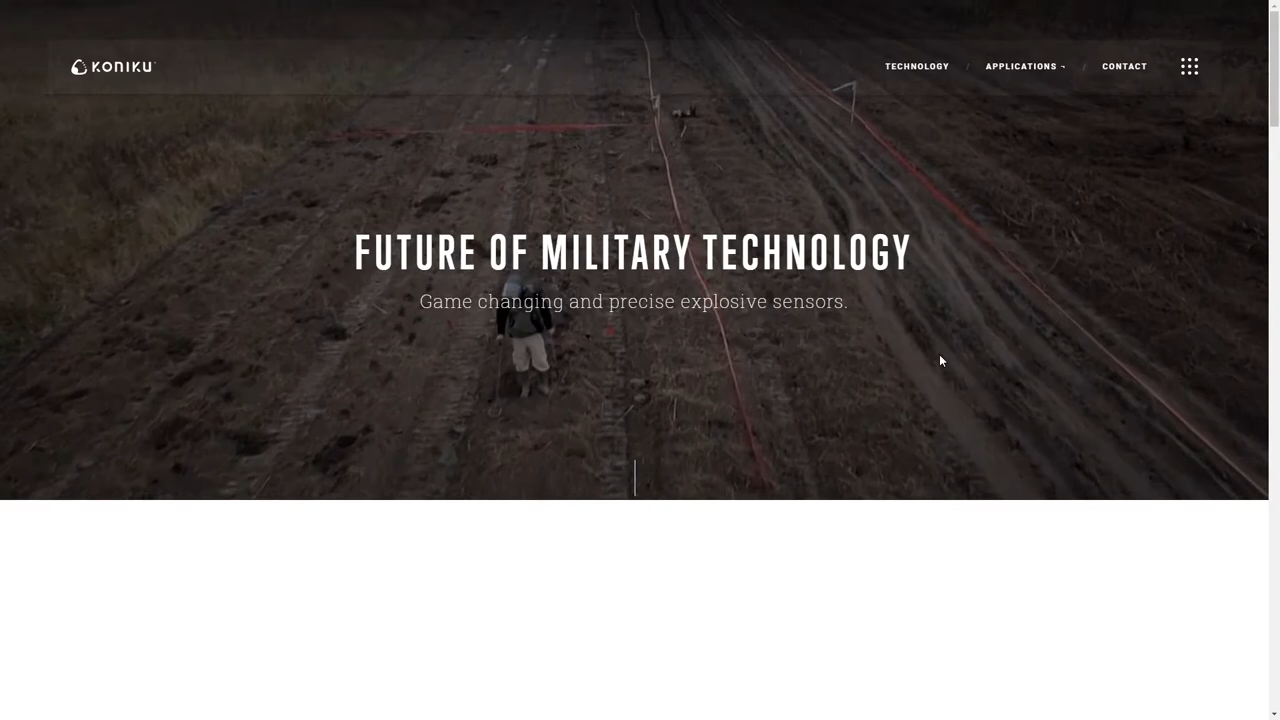 KONIKU
TECHNOLOGY / APPLICATIONS / CONTACT
FUTURE OF MILITARY TECHNOLOGY
Game changing and precise explosive sensors.